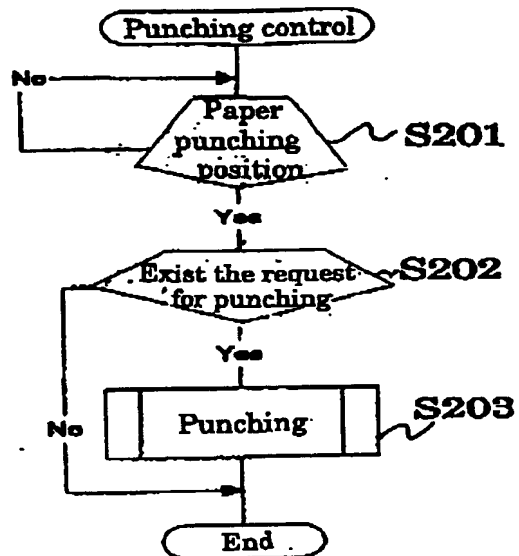 Punching control
No
Paper
punching
position
S201
Yes
Exist the request
for punching
S202
Yes
No
Punching
S203
End